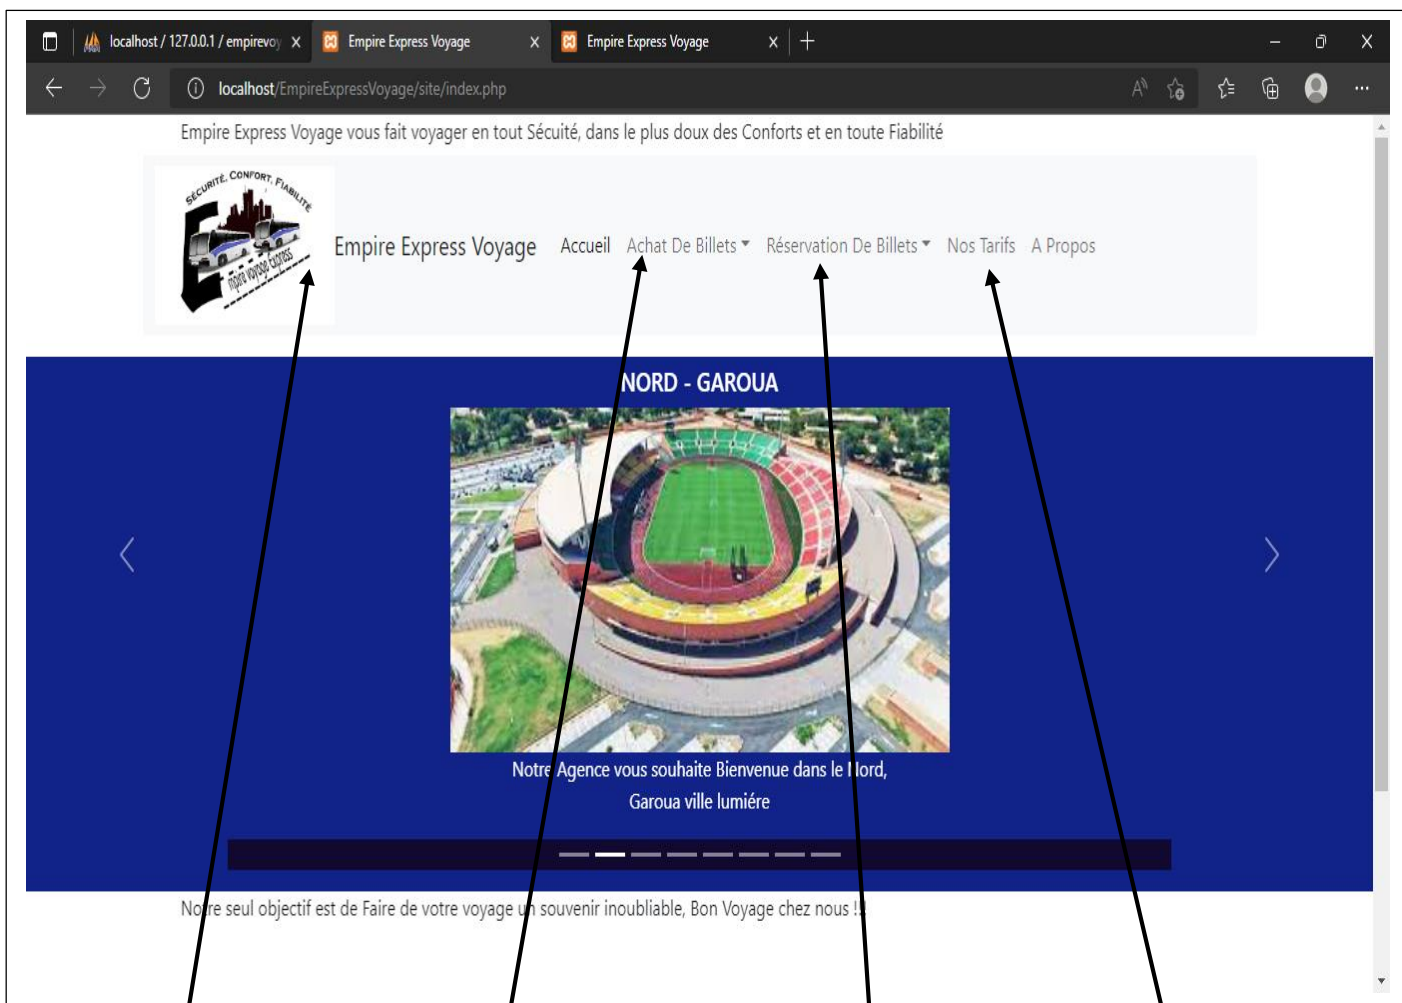 localhost / 127.0.0.1 / empirevoy
Empire Express Voyage
Empire Express Voyage
localhost/EmpireExpressVoyage/site/index.php
Empire Express Voyage vous fait voyager en tout Sécuité, dans le plus doux des Conforts et en toute Fiabilité
SÉCURITÉ, CONFORT, FIABILITÉ
E
mpire voyage express
Empire Express Voyage
Accueil Achat De Billets Réservation De Billets Nos Tarifs A Propos
NORD - GAROUA
Notre Agence vous souhaite Bienvenue dans le Nord,
Garoua ville lumiére
Notre seul objectif est de Faire de votre voyage un souvenir inoubliable, Bon Voyage chez nous !!!